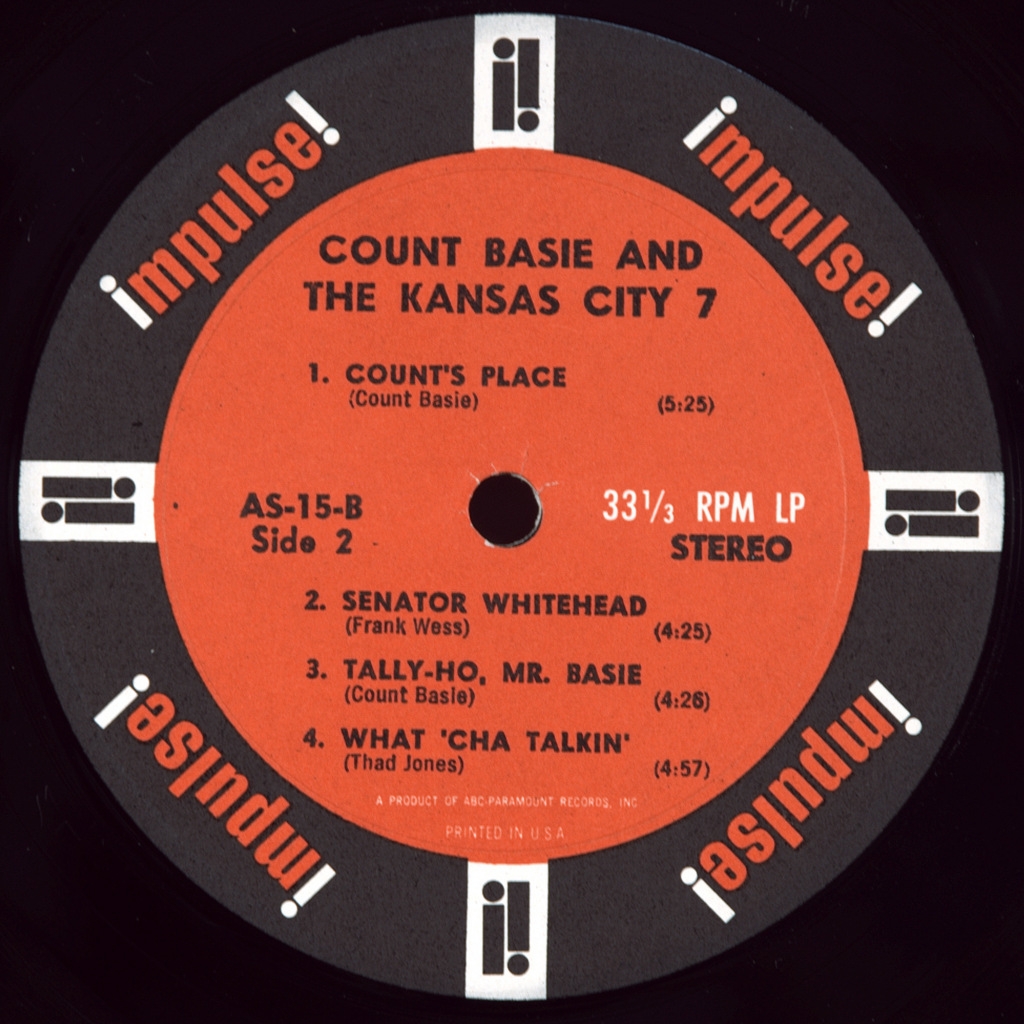 impulse!
impulse!
COUNT BASIE AND
THE KANSAS CITY 7
1. COUNT'S PLACE
(Count Basie) (5:25)
AS-15-B 33⅓ RPM LP
Side 2 STEREO
2. SENATOR WHITEHEAD
(Frank Wess) (4:25)
3. TALLY-HO, MR. BASIE
(Count Basie) (4:26)
4. WHAT 'CHA TALKIN'
(Thad Jones) (4:57)
A PRODUCT OF ABC-PARAMOUNT RECORDS, INC.
PRINTED IN U.S.A.
impulse!
impulse!